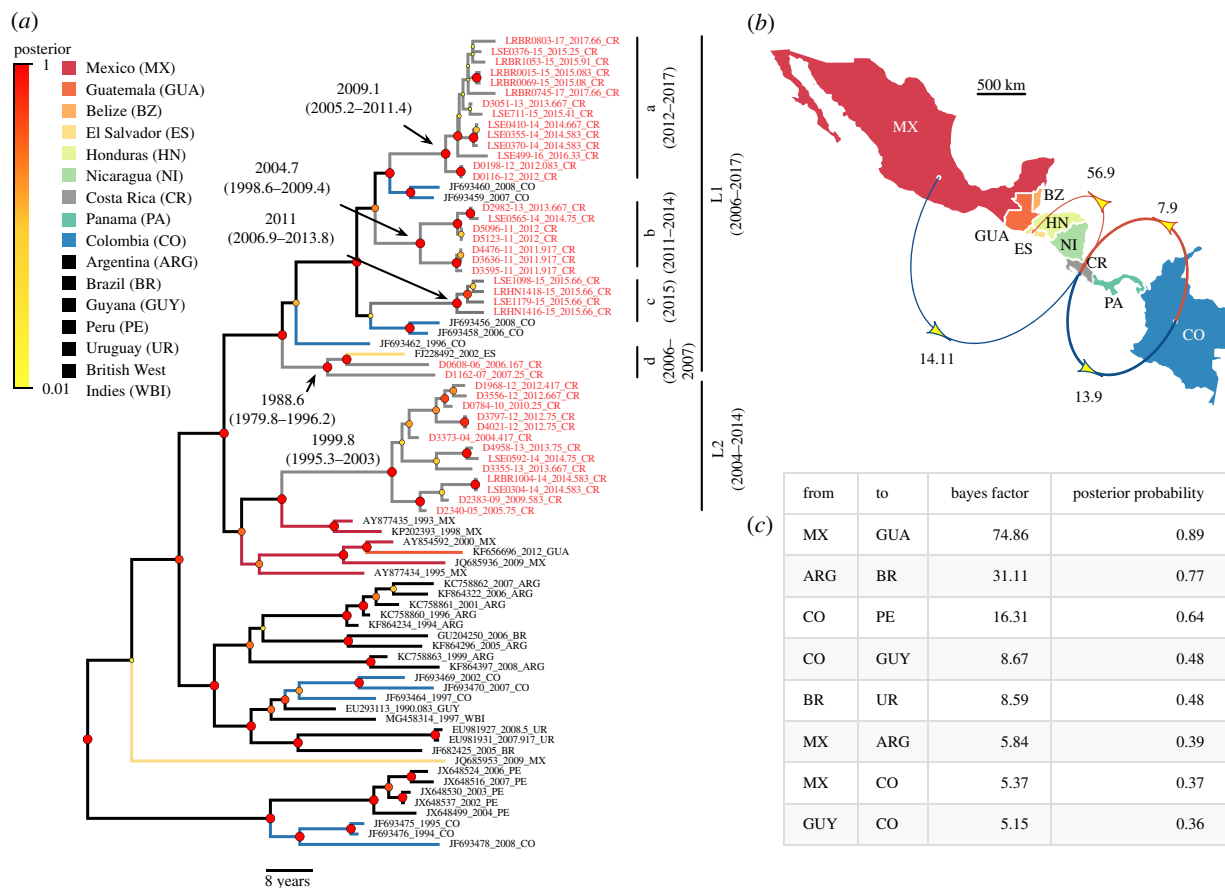 (a)
posterior
1
0.01
Mexico (MX)
Guatemala (GUA)
Belize (BZ)
El Salvador (ES)
Honduras (HN)
Nicaragua (NI)
Costa Rica (CR)
Panama (PA)
Colombia (CO)
Argentina (ARG)
Brazil (BR)
Guyana (GUY)
Peru (PE)
Uruguay (UR)
British West
Indies (WBI)
2009.1
(2005.2–2011.4)
2004.7
(1998.6–2009.4)
2011
(2006.9–2013.8)
1988.6
(1979.8–1996.2)
1999.8
(1995.3–2003)
LRBR0803-17_2017.66_CR
LSE0376-15_2015.25_CR
LRBR1053-15_2015.91_CR
LRBR0015-15_2015.083_CR
LRBR0069-15_2015.08_CR
LRBR0745-17_2017.66_CR
D3051-13_2013.667_CR
LSE711-15_2015.41_CR
LSE0410-14_2014.667_CR
LSE0355-14_2014.583_CR
LSE0370-14_2014.583_CR
LSE499-16_2016.33_CR
D0198-12_2012.083_CR
D0116-12_2012_CR
JF693460_2008_CO
JF693459_2007_CO
D2982-13_2013.667_CR
LSE0565-14_2014.75_CR
D5096-11_2012_CR
D5123-11_2012_CR
D4476-11_2011.917_CR
D3636-11_2011.917_CR
D3595-11_2011.917_CR
LSE1098-15_2015.66_CR
LRHN1418-15_2015.66_CR
LSE1179-15_2015.66_CR
LRHN1416-15_2015.66_CR
JF693456_2008_CO
JF693458_2006_CO
JF693462_1996_CO
FJ228492_2002_ES
D0608-06_2006.167_CR
D1162-07_2007.25_CR
D1968-12_2012.417_CR
D3556-12_2012.667_CR
D0784-10_2010.25_CR
D3797-12_2012.75_CR
D4021-12_2012.75_CR
D3373-04_2004.417_CR
D4958-13_2013.75_CR
LSE0592-14_2014.75_CR
D3355-13_2013.667_CR
LRBR1004-14_2014.583_CR
LSE0304-14_2014.583_CR
D2383-09_2009.583_CR
D2340-05_2005.75_CR
AY877435_1993_MX
KP202393_1998_MX
AY854592_2000_MX
KF656696_2012_GUA
JQ685936_2009_MX
AY877434_1995_MX
KC758862_2007_ARG
KF864322_2006_ARG
KC758861_2001_ARG
KC758860_1996_ARG
KF864234_1994_ARG
GU204250_2006_BR
KF864296_2005_ARG
KC758863_1999_ARG
KF864397_2008_ARG
JF693469_2002_CO
JF693470_2007_CO
JF693464_1997_CO
EU293113_1990.083_GUY
MG458314_1997_WBI
EU981927_2008.5_UR
EU981931_2007.917_UR
JF682425_2005_BR
JQ685953_2009_MX
JX648524_2006_PE
JX648516_2007_PE
JX648530_2003_PE
JX648537_2002_PE
JX648499_2004_PE
JF693475_1995_CO
JF693476_1994_CO
JF693478_2008_CO
8 years
a
(2012–2017)
b
(2011–2014)
c
(2015)
d
(2006–
2007)
L1
(2006–2017)
L2
(2004–2014)
(b)
500 km
MX
BZ
GUA
HN
ES
NI
CR
PA
CO
56.9
7.9
14.11
13.9
(c)
from to bayes factor posterior probability
MX GUA 74.86 0.89
ARG BR 31.11 0.77
CO PE 16.31 0.64
CO GUY 8.67 0.48
BR UR 8.59 0.48
MX ARG 5.84 0.39
MX CO 5.37 0.37
GUY CO 5.15 0.36